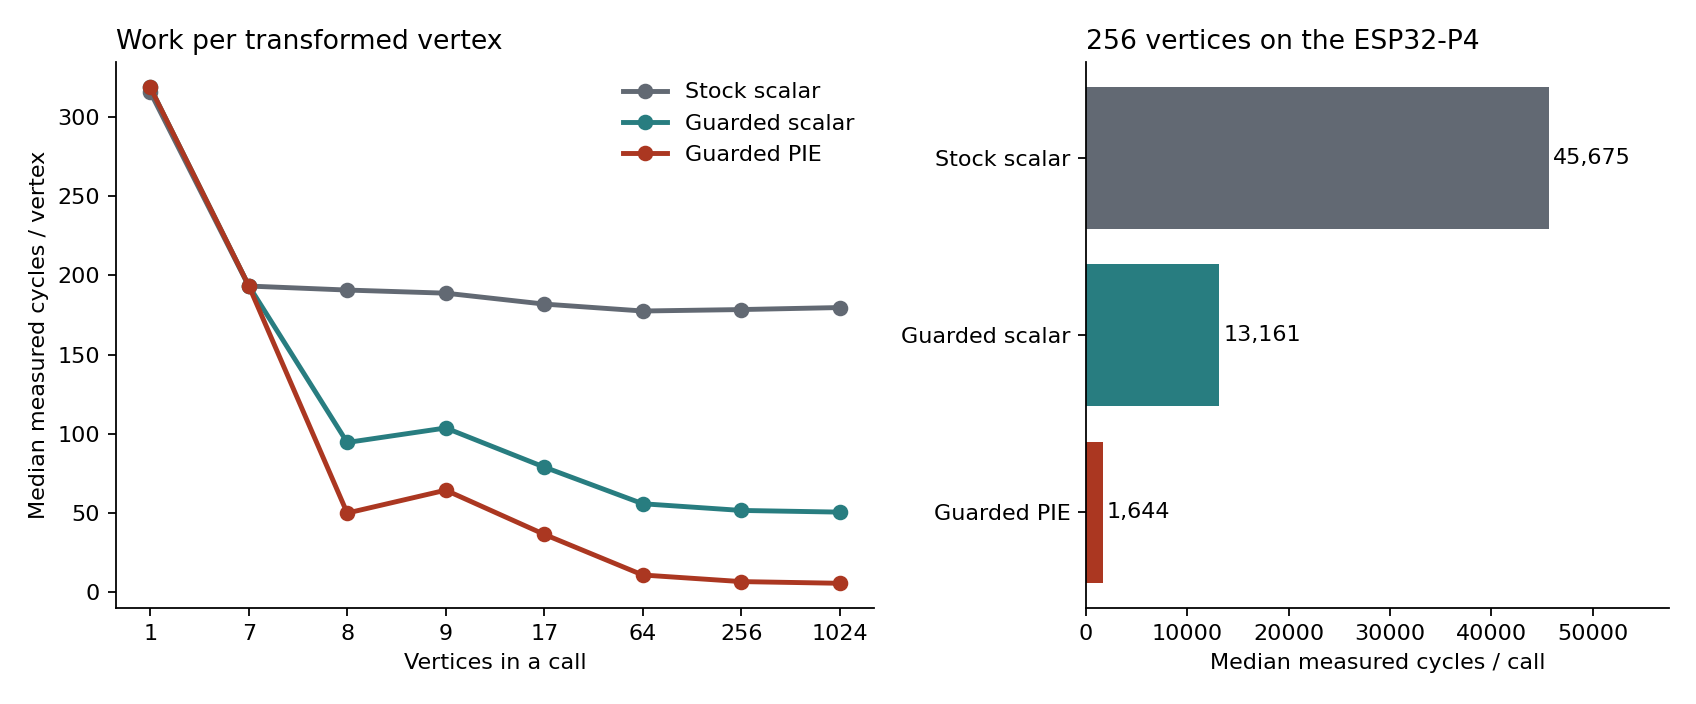 Work per transformed vertex
Median measured cycles / vertex
300
250
200
150
100
50
0
Stock scalar
Guarded scalar
Guarded PIE
1 7 8 9 17 64 256 1024
Vertices in a call
256 vertices on the ESP32-P4
Stock scalar 45,675
Guarded scalar 13,161
Guarded PIE 1,644
0 10000 20000 30000 40000 50000
Median measured cycles / call